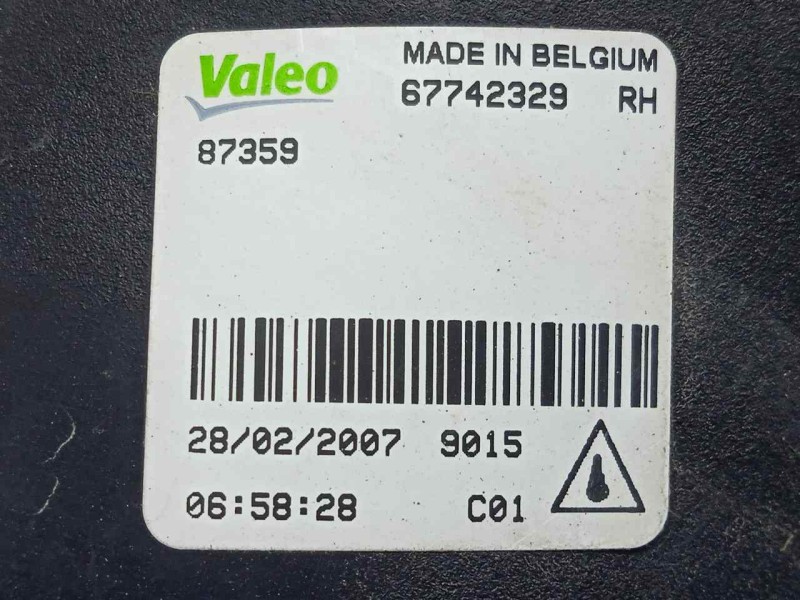 Valeo MADE IN BELGIUM
67742329 RH
87359
28/02/2007 9015
06:58:28 C01